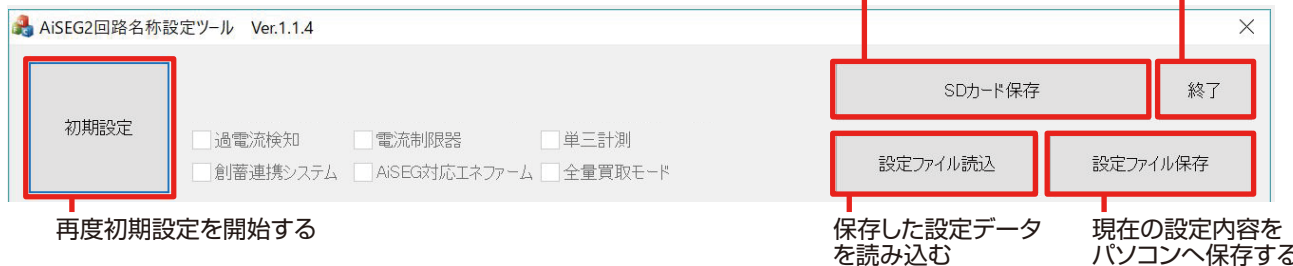 AiSEG2回路名称設定ツール Ver.1.1.4
初期設定
SDカード保存
終了
過電流検知
電流制限器
単三計測
創蓄連携システム
AiSEG対応エネファーム
全量買取モード
設定ファイル読込
設定ファイル保存
再度初期設定を開始する
保存した設定データ
を読み込む
現在の設定内容を
パソコンへ保存する